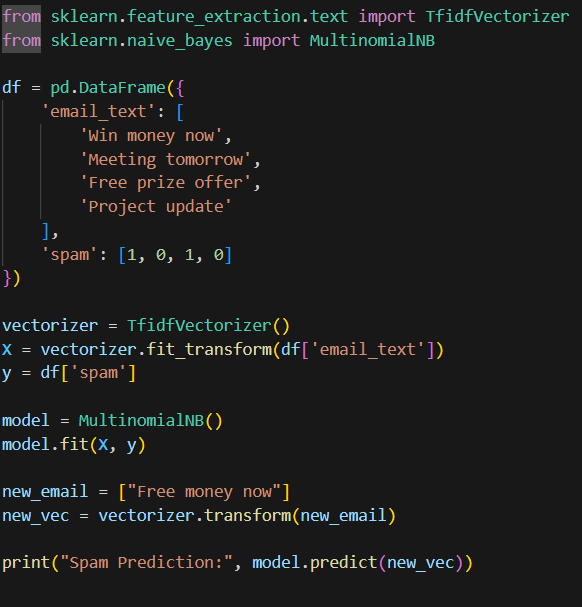 from sklearn.feature_extraction.text import TfidfVectorizer
from sklearn.naive_bayes import MultinomialNB

df = pd.DataFrame({
    'email_text': [
        'Win money now',
        'Meeting tomorrow',
        'Free prize offer',
        'Project update'
    ],
    'spam': [1, 0, 1, 0]
})

vectorizer = TfidfVectorizer()
X = vectorizer.fit_transform(df['email_text'])
y = df['spam']

model = MultinomialNB()
model.fit(X, y)

new_email = ["Free money now"]
new_vec = vectorizer.transform(new_email)

print("Spam Prediction:", model.predict(new_vec))